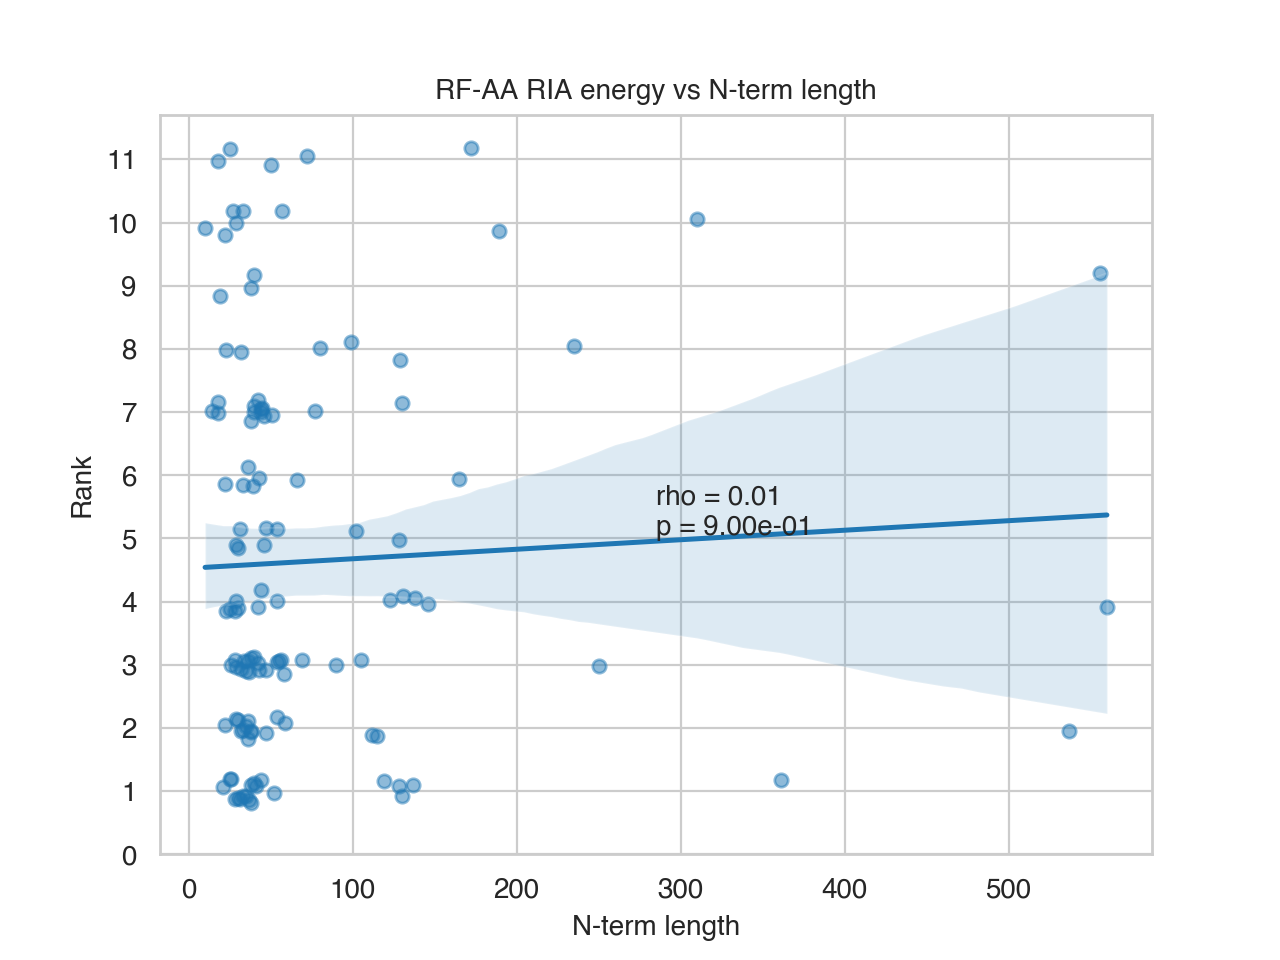 RF-AA RIA energy vs N-term length
11
10
9
8
7
6
5
4
3
2
1
0
Rank
rho = 0.01
p = 9.00e-01
0 100 200 300 400 500
N-term length